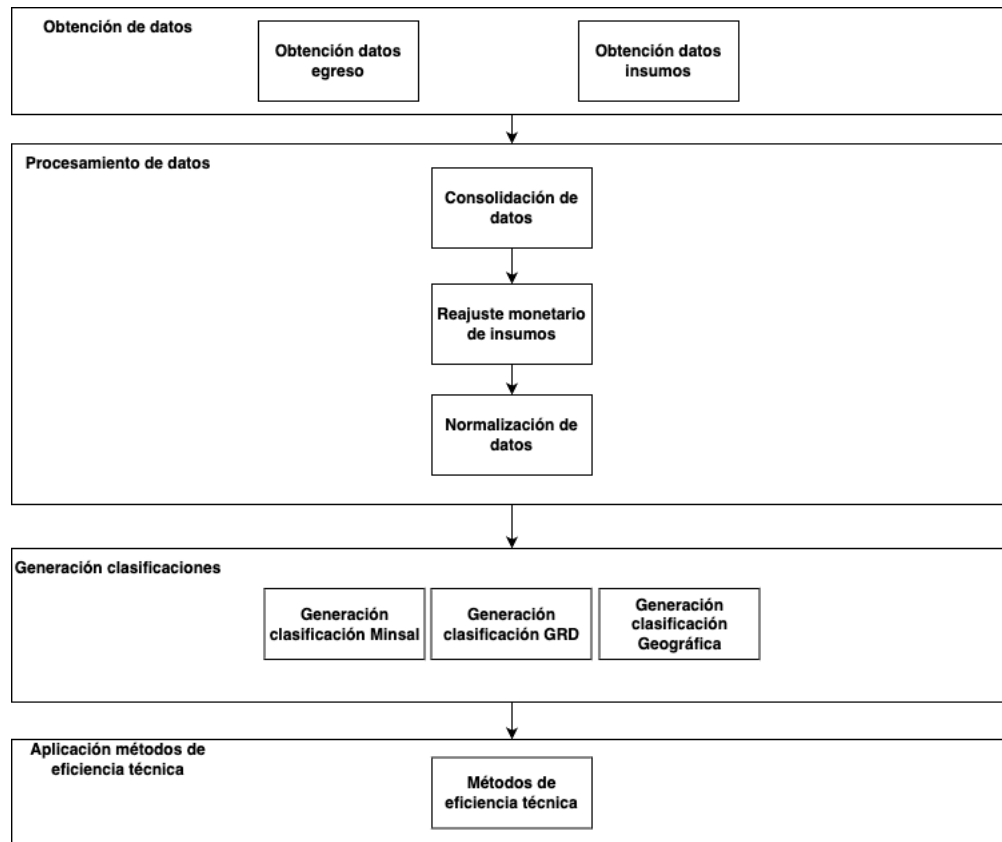 Obtención de datos
Obtención datos
egreso
Obtención datos
insumos
Procesamiento de datos
Consolidación de
datos
Reajuste monetario
de insumos
Normalización de
datos
Generación clasificaciones
Generación
clasificación Minsal
Generación
clasificación GRD
Generación
clasificación
Geográfica
Aplicación métodos de
eficiencia técnica
Métodos de
eficiencia técnica